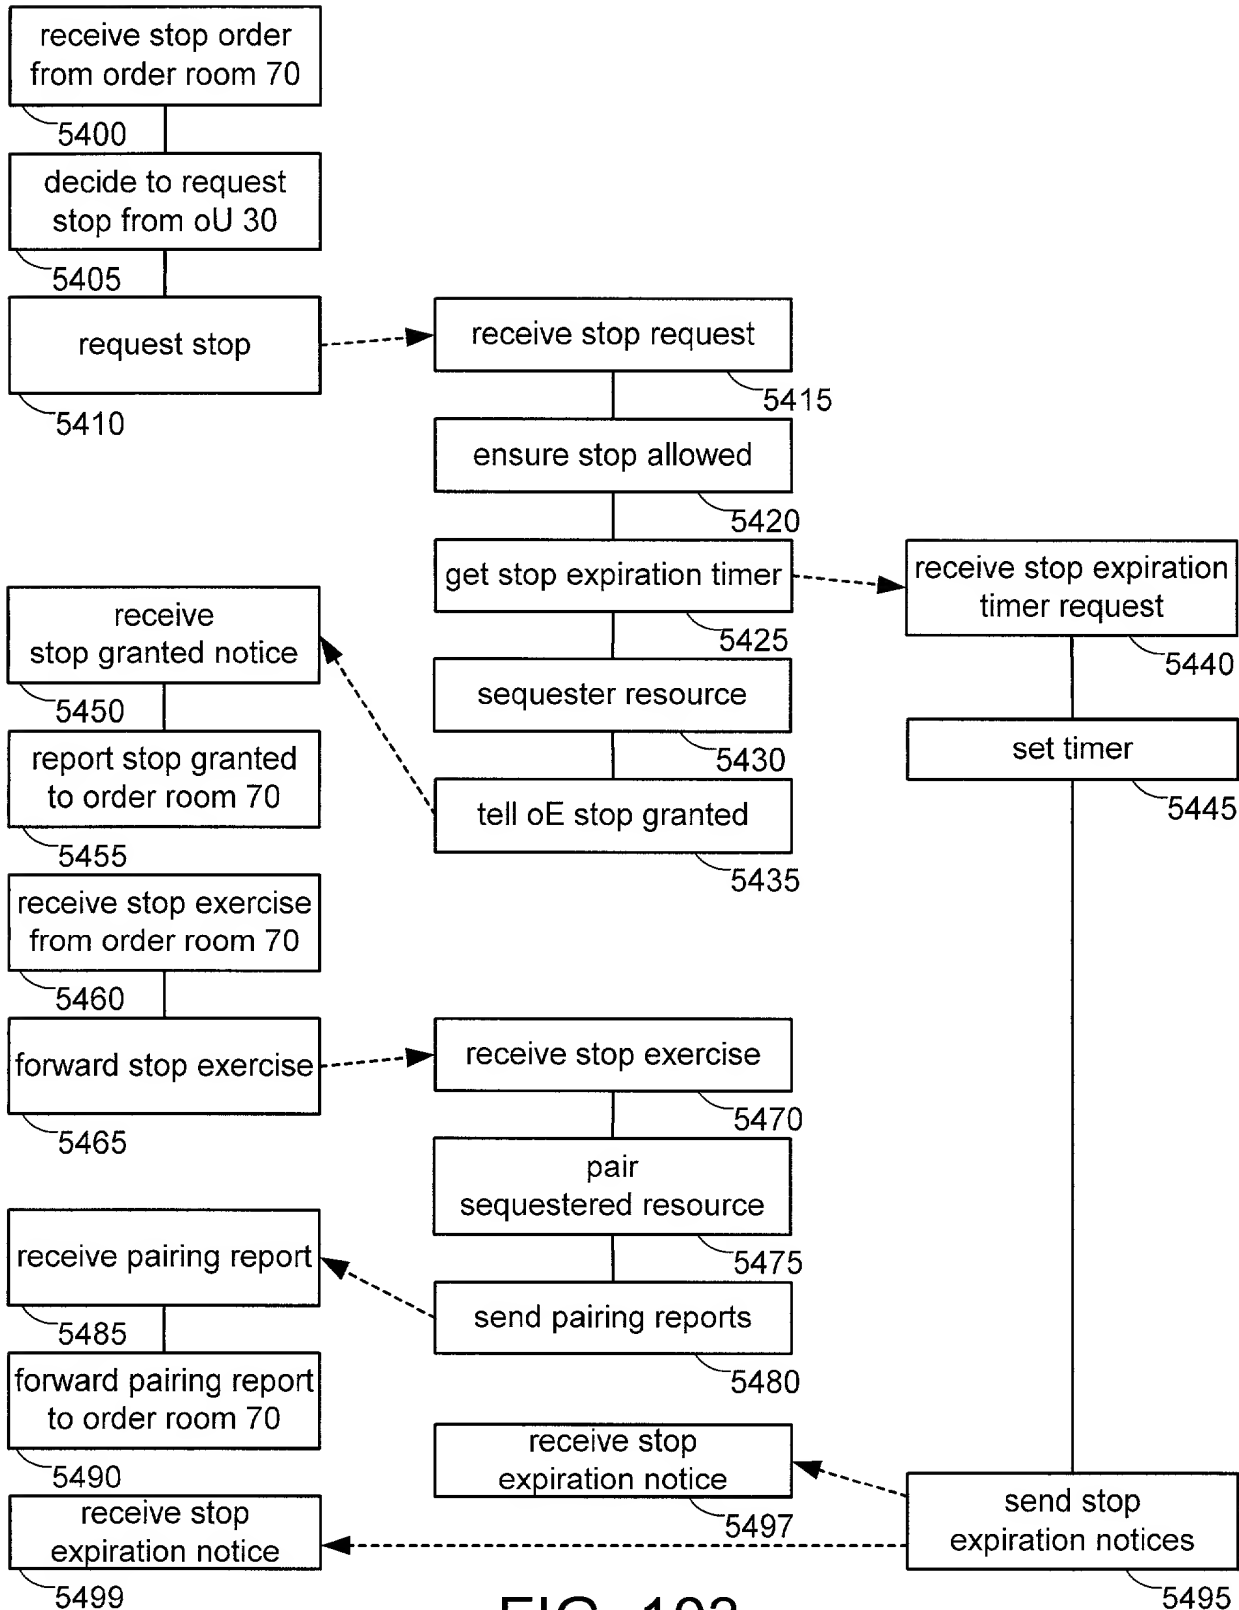 receive stop order
from order room 70
5400
decide to request
stop from oU 30
5405
request stop
5410
receive stop request
5415
ensure stop allowed
5420
get stop expiration timer
5425
receive stop expiration
timer request
5440
sequester resource
5430
set timer
5445
tell oE stop granted
5435
receive
stop granted notice
5450
report stop granted
to order room 70
5455
receive stop exercise
from order room 70
5460
forward stop exercise
5465
receive stop exercise
5470
pair
sequestered resource
5475
send pairing reports
5480
receive pairing report
5485
forward pairing report
to order room 70
5490
receive stop
expiration notice
5497
send stop
expiration notices
5495
receive stop
expiration notice
5499